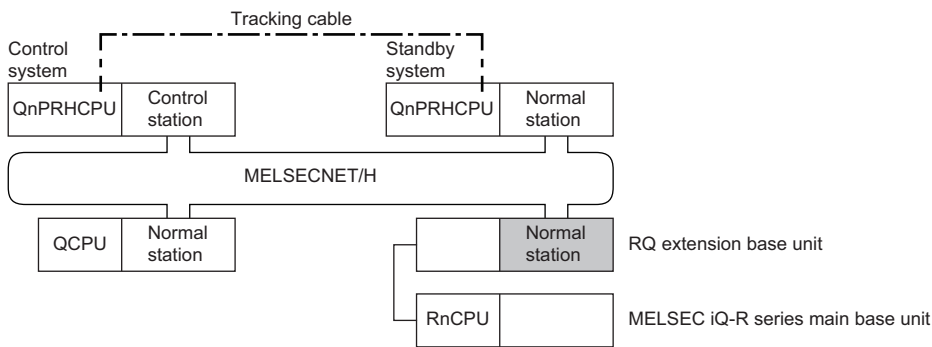 Tracking cable
Control
system
Standby
system
QnPRHCPU
Control
station
QnPRHCPU
Normal
station
MELSECNET/H
QCPU
Normal
station
Normal
station
RQ extension base unit
RnCPU
MELSEC iQ-R series main base unit